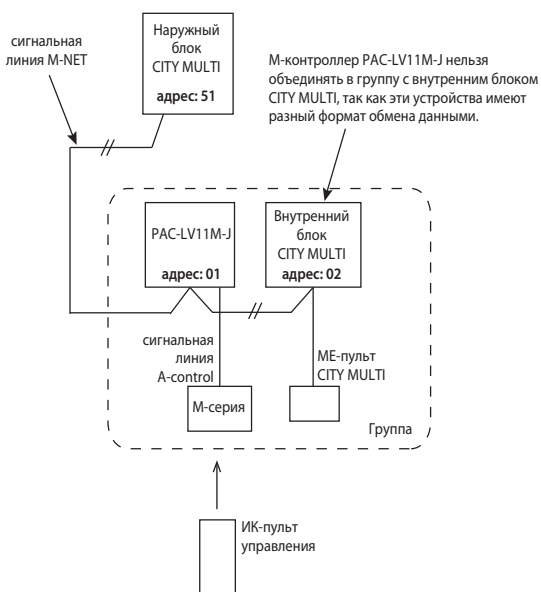 сигнальная
линия M-NET
Наружный
блок
CITY MULTI
адрес: 51
М-контроллер PAC-LV11M-J нельзя
объединять в группу с внутренним блоком
CITY MULTI, так как эти устройства имеют
разный формат обмена данными.
PAC-LV11M-J
адрес: 01
Внутренний
блок
CITY MULTI
адрес: 02
сигнальная
линия
A-control
М-серия
МЕ-пульт
CITY MULTI
Группа
ИК-пульт
управления